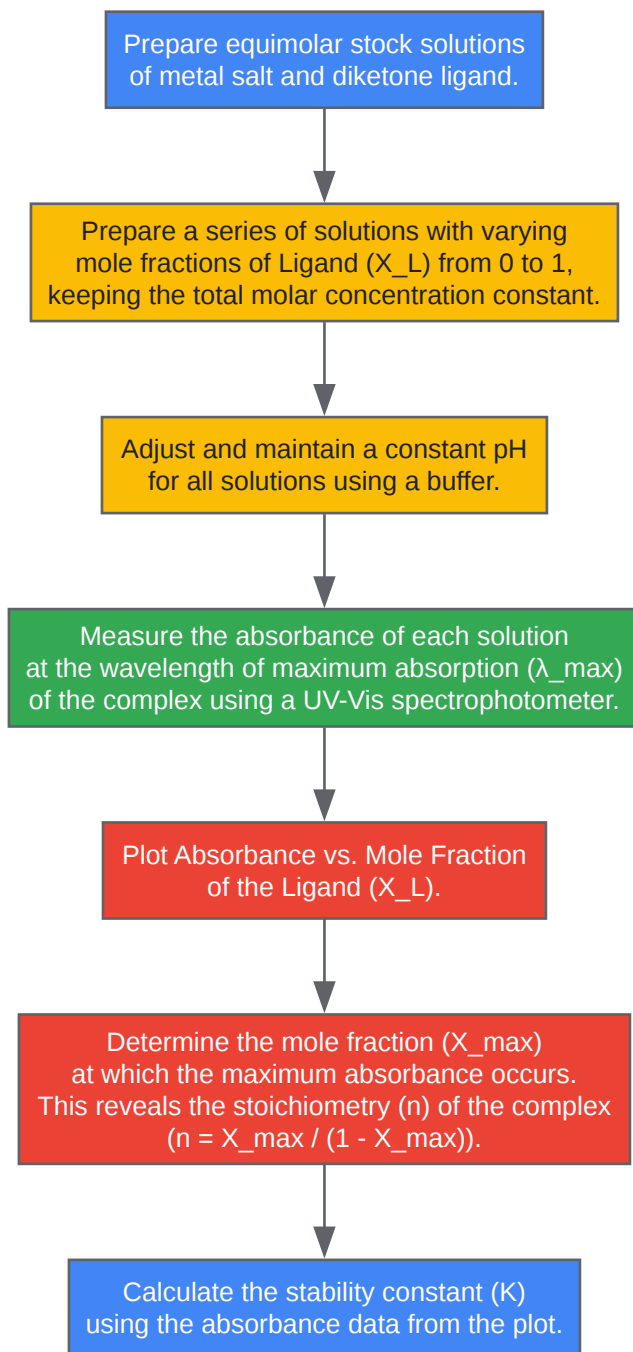 Prepare equimolar stock solutions
of metal salt and diketone ligand.
Prepare a series of solutions with varying
mole fractions of Ligand (X_L) from 0 to 1,
keeping the total molar concentration constant.
Adjust and maintain a constant pH
for all solutions using a buffer.
Measure the absorbance of each solution
at the wavelength of maximum absorption (λ_max)
of the complex using a UV-Vis spectrophotometer.
Plot Absorbance vs. Mole Fraction
of the Ligand (X_L).
Determine the mole fraction (X_max)
at which the maximum absorbance occurs.
This reveals the stoichiometry (n) of the complex
(n = X_max / (1 - X_max)).
Calculate the stability constant (K)
using the absorbance data from the plot.